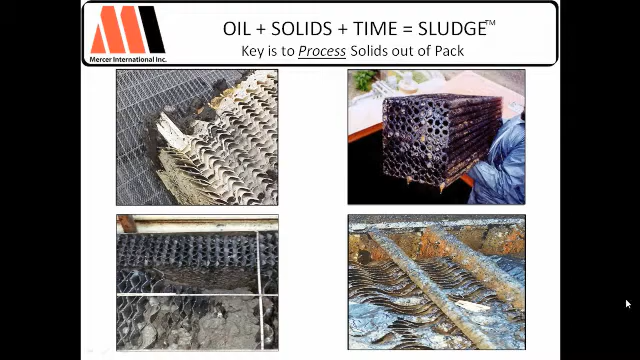 OIL + SOLIDS + TIME = SLUDGE™
Key is to Process Solids out of Pack
Mercer International Inc.